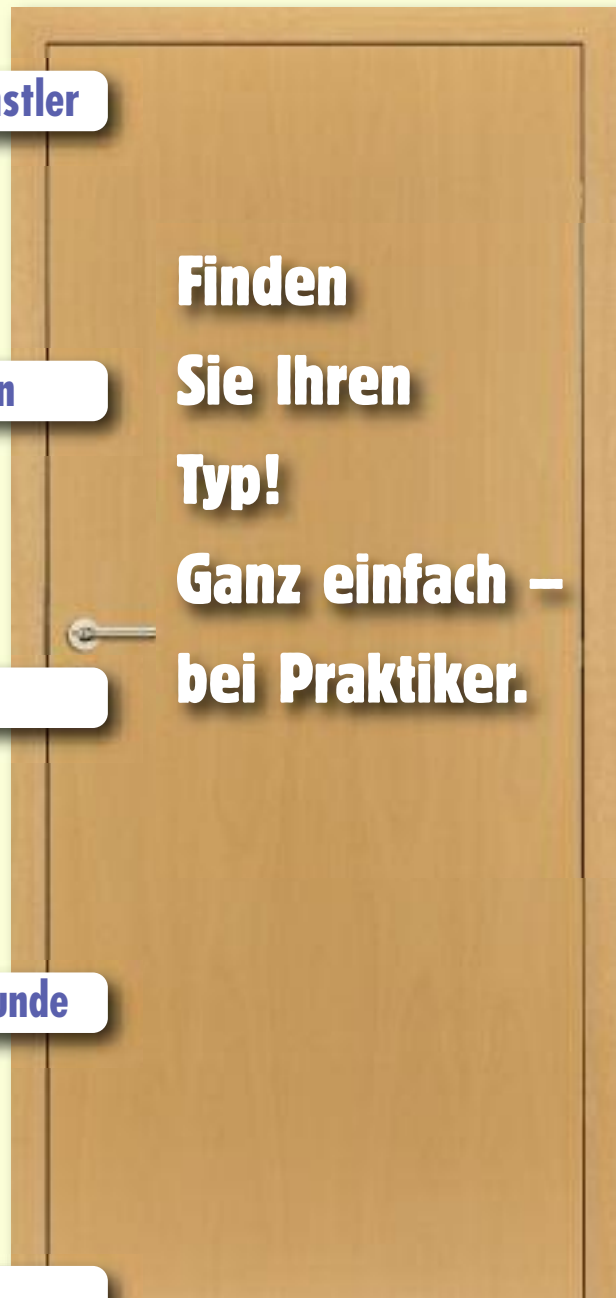 stler
Finden
Sie Ihren
n
Typ!
Ganz einfach –
bei Praktiker.
unde